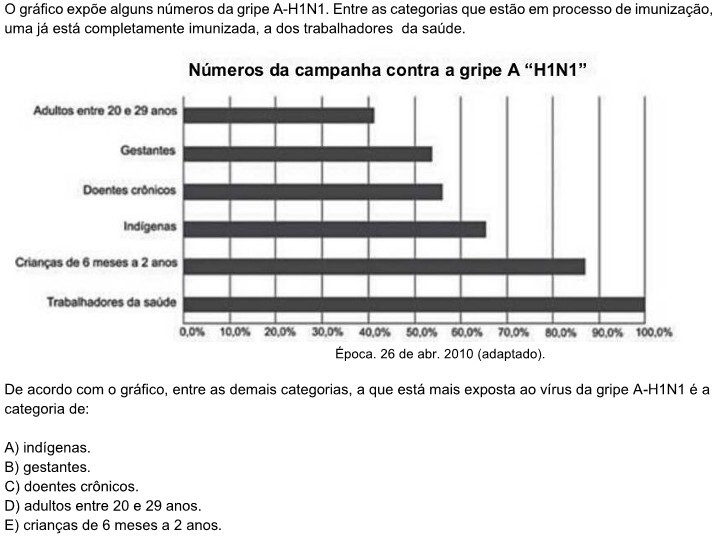 O gráfico expõe alguns números da gripe A-H1N1. Entre as categorias que estão em processo de imunização,
uma já está completamente imunizada, a dos trabalhadores da saúde.
Números da campanha contra a gripe A “H1N1”
Adultos entre 20 e 29 anos
Gestantes
Doentes crônicos
Indígenas
Crianças de 6 meses a 2 anos
Trabalhadores da saúde
0,0% 10,0% 20,0% 30,0% 40,0% 50,0% 60,0% 70,0% 80,0% 90,0% 100,0%
Época. 26 de abr. 2010 (adaptado).
De acordo com o gráfico, entre as demais categorias, a que está mais exposta ao vírus da gripe A-H1N1 é a
categoria de:
A) indígenas.
B) gestantes.
C) doentes crônicos.
D) adultos entre 20 e 29 anos.
E) crianças de 6 meses a 2 anos.